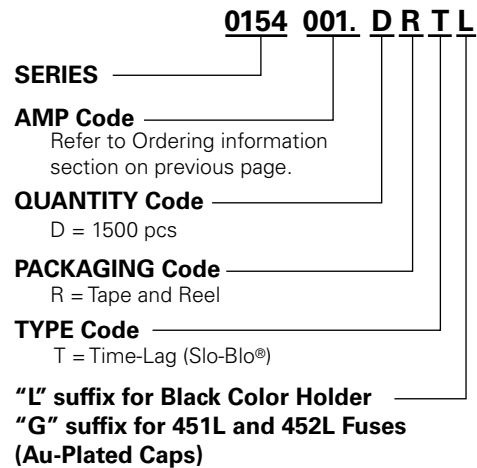 0154 001. D R T L
SERIES
AMP Code
Refer to Ordering information
section on previous page.
QUANTITY Code
D = 1500 pcs
PACKAGING Code
R = Tape and Reel
TYPE Code
T = Time-Lag (Slo-Blo®)
“L” suffix for Black Color Holder
“G” suffix for 451L and 452L Fuses
(Au-Plated Caps)